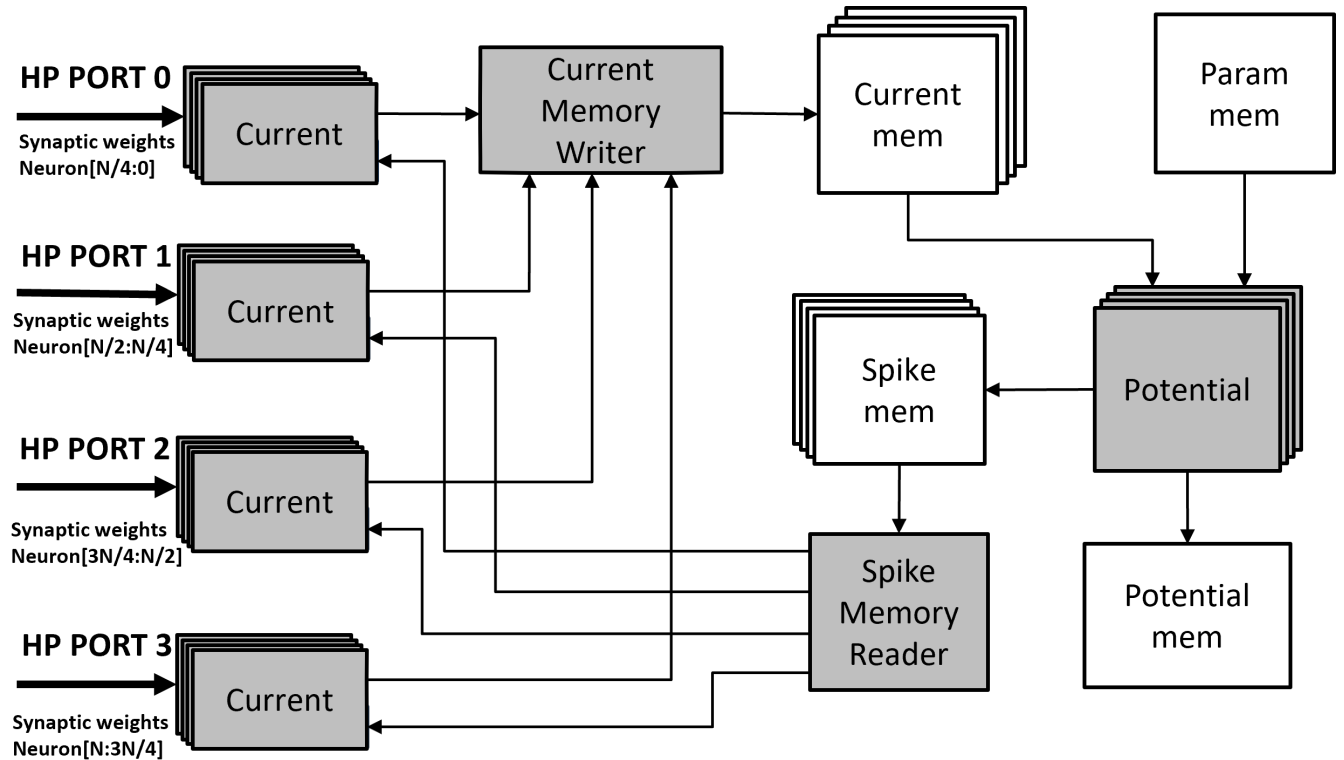 HP PORT 0
Synaptic weights
Neuron[N/4:0]
Current
Current
Memory
Writer
Current
mem
Param
mem
HP PORT 1
Synaptic weights
Neuron[N/2:N/4]
Current
Spike
mem
Potential
HP PORT 2
Synaptic weights
Neuron[3N/4:N/2]
Current
Spike
Memory
Reader
Potential
mem
HP PORT 3
Synaptic weights
Neuron[N:3N/4]
Current